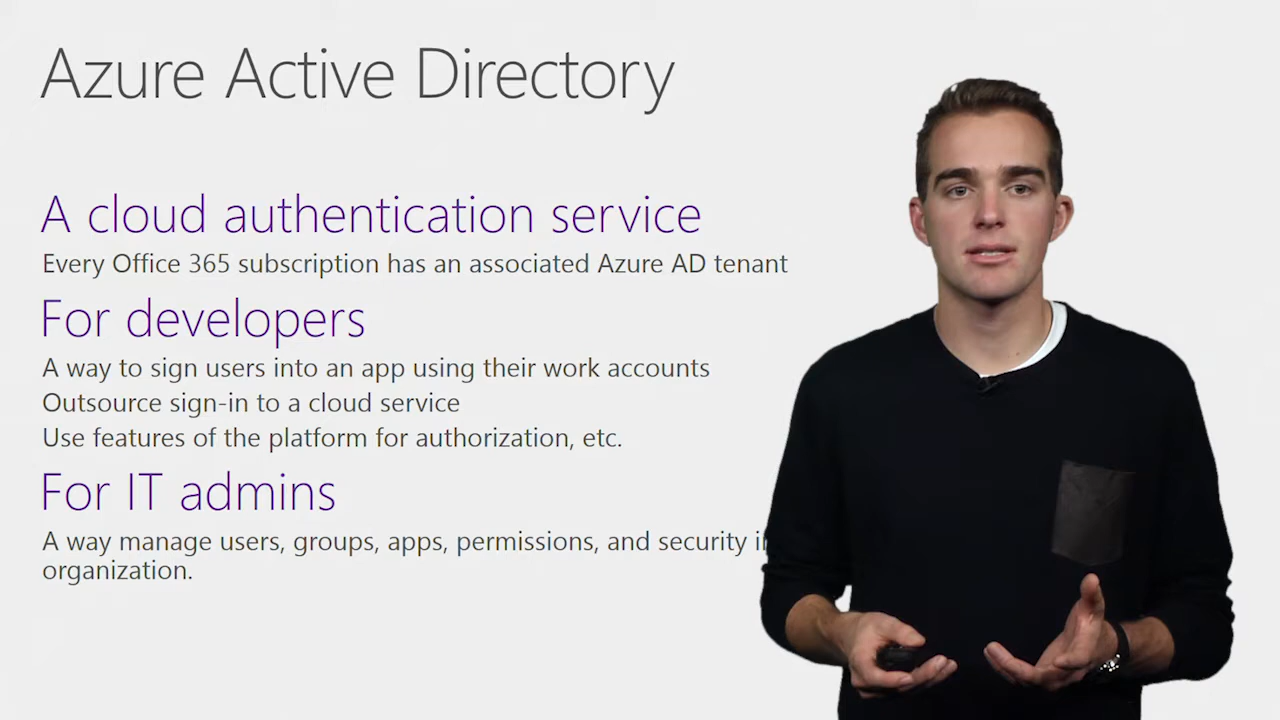 Azure Active Directory
A cloud authentication service
Every Office 365 subscription has an associated Azure AD tenant
For developers
A way to sign users into an app using their work accounts
Outsource sign-in to a cloud service
Use features of the platform for authorization, etc.
For IT admins
A way manage users, groups, apps, permissions, and security
organization.